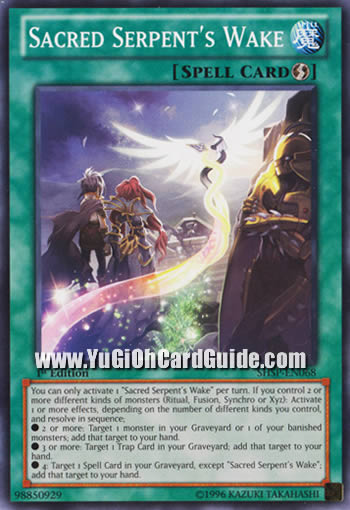 SACRED SERPENT'S WAKE 魔
[SPELL CARD]
www.YuGiOhCardGuide.com
1st Edition SHSP-EN068
You can only activate 1 "Sacred Serpent's Wake" per turn. If you control 2 or
more different kinds of monsters (Ritual, Fusion, Synchro or Xyz): Activate
1 or more effects, depending on the number of different kinds you control,
and resolve in sequence;
● 2 or more: Target 1 monster in your Graveyard or 1 of your banished
monsters; add that target to your hand.
● 3 or more: Target 1 Trap Card in your Graveyard; add that target to your
hand.
● 4: Target 1 Spell Card in your Graveyard, except "Sacred Serpent's Wake";
add that target to your hand.
98850929 ©1996 KAZUKI TAKAHASHI